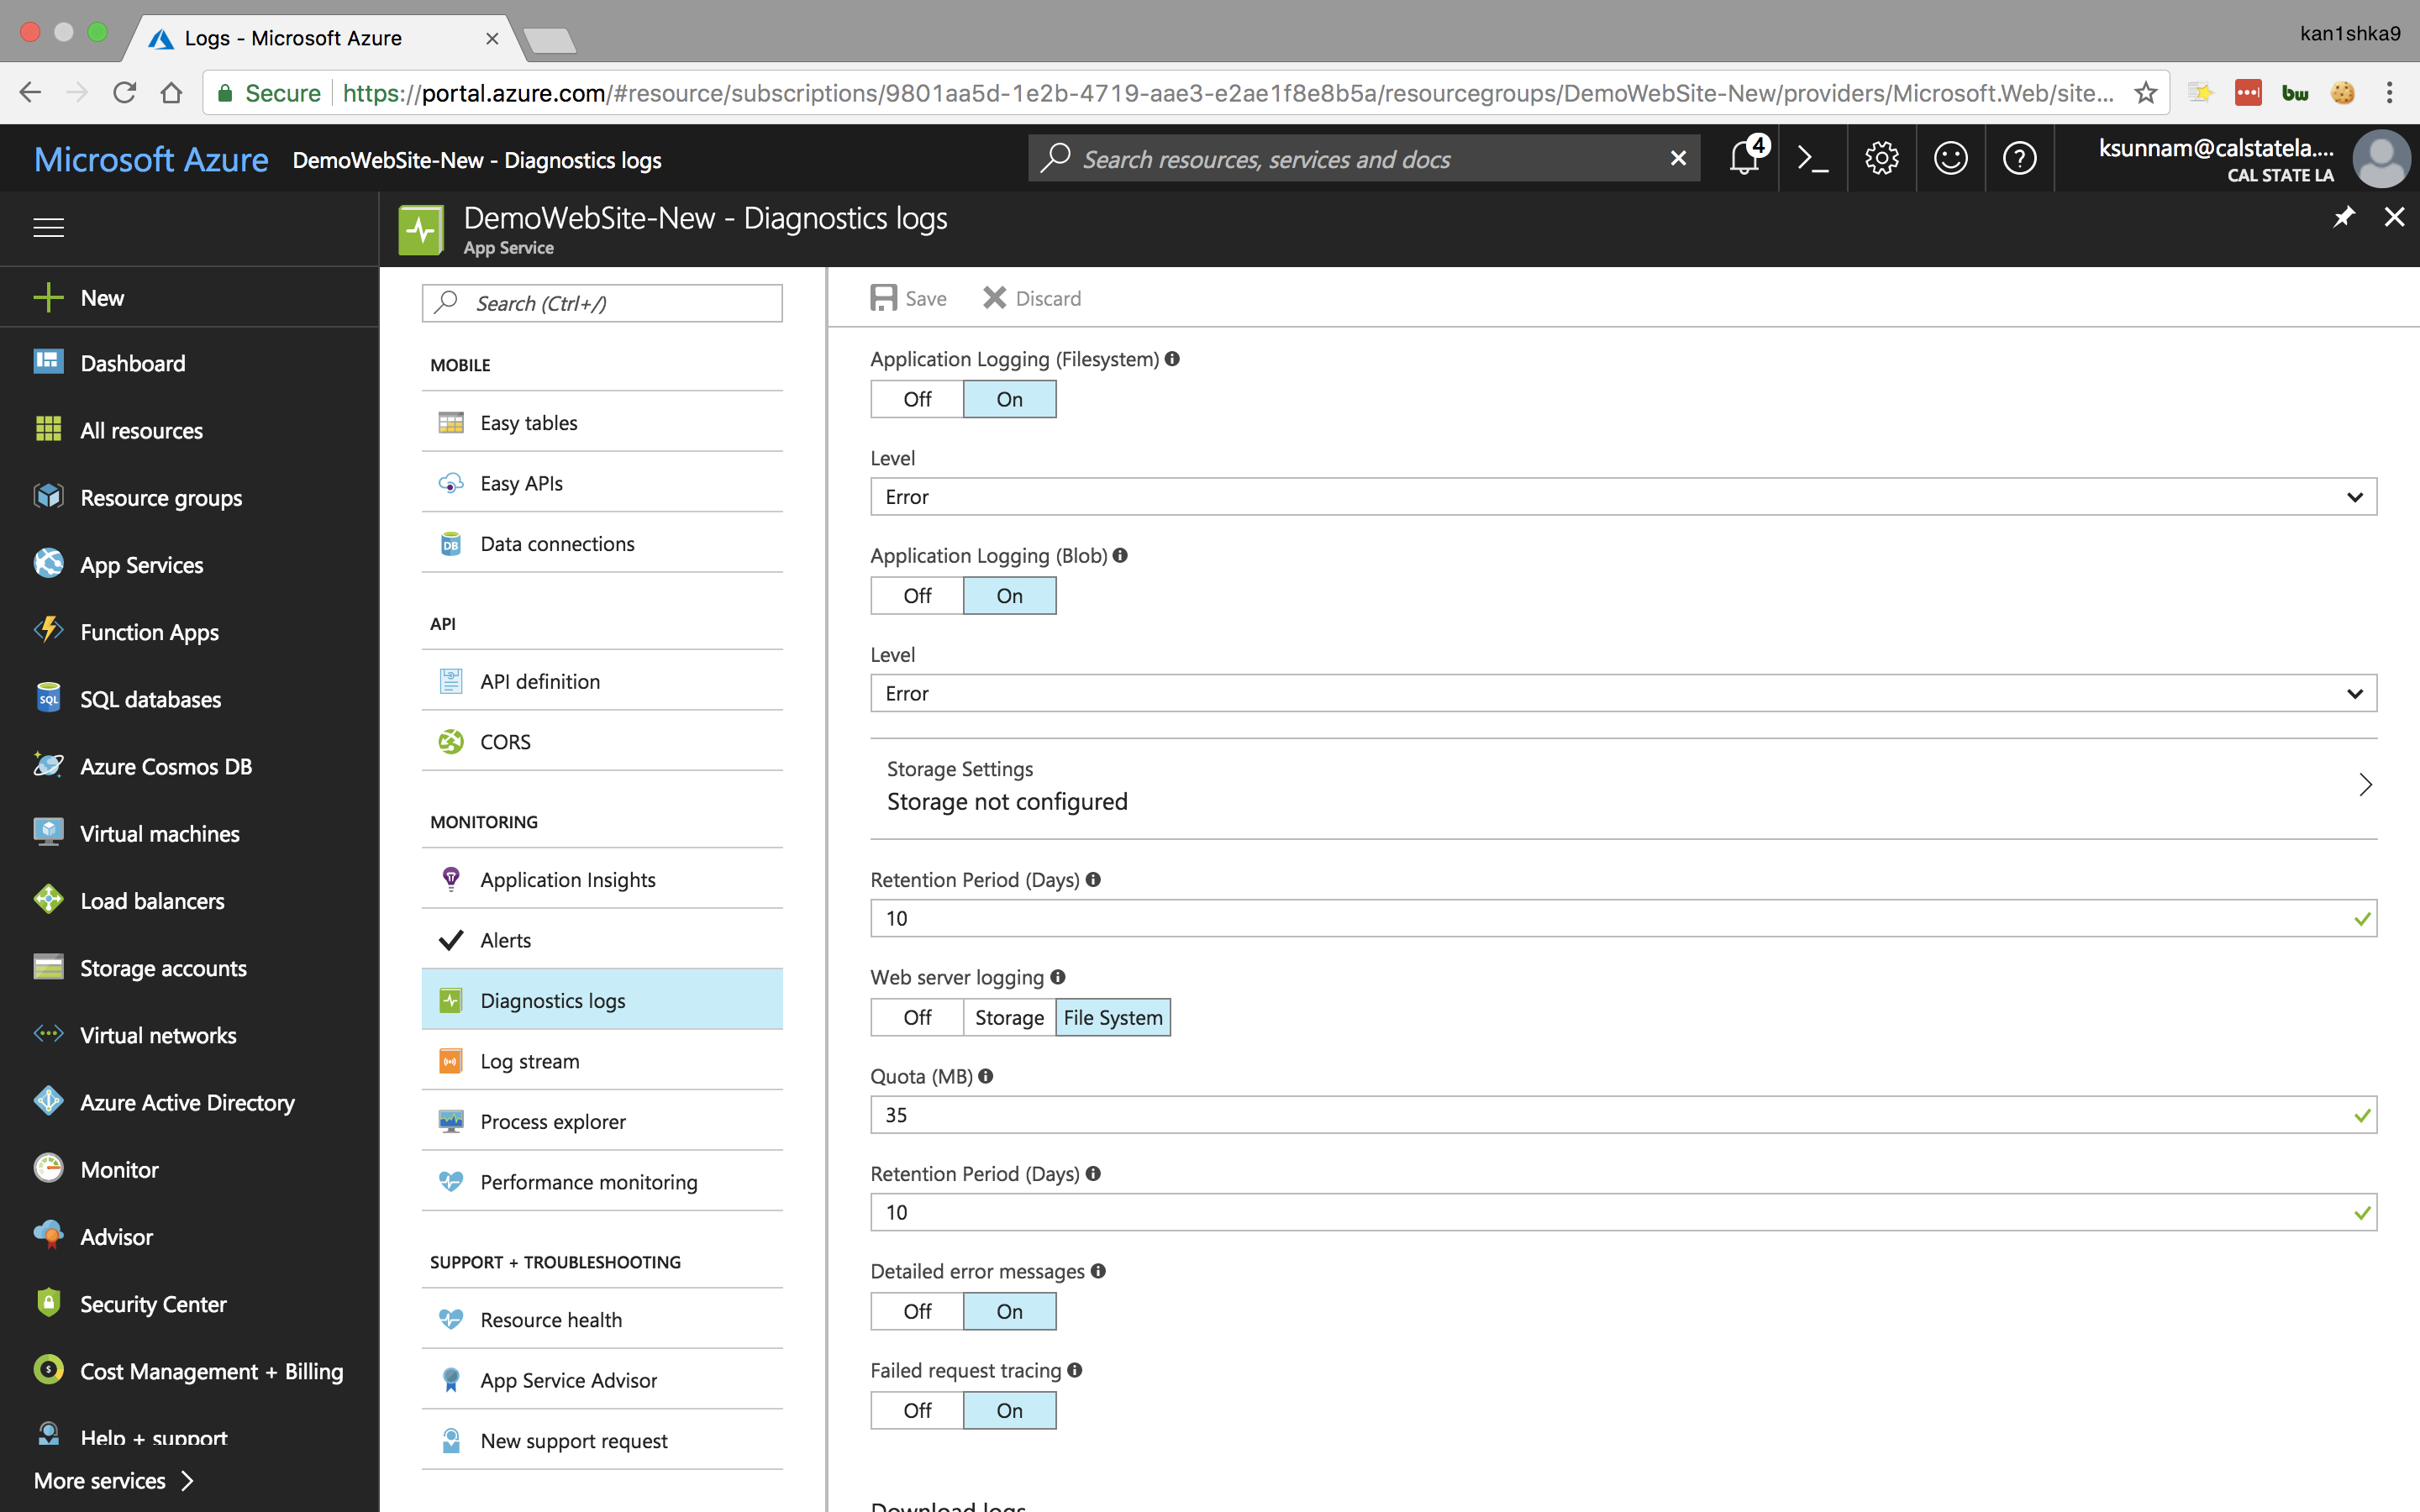 Logs - Microsoft Azure
kan1shka9
Secure https://portal.azure.com/#resource/subscriptions/9801aa5d-1e2b-4719-aae3-e2ae1f8e8b5a/resourcegroups/DemoWebSite-New/providers/Microsoft.Web/site...
bw
Microsoft Azure DemoWebSite-New - Diagnostics logs
Search resources, services and docs
4
ksunnam@calstatela....
CAL STATE LA
DemoWebSite-New - Diagnostics logs
App Service
New
Dashboard
All resources
Resource groups
App Services
Function Apps
SQL databases
Azure Cosmos DB
Virtual machines
Load balancers
Storage accounts
Virtual networks
Azure Active Directory
Monitor
Advisor
Security Center
Cost Management + Billing
Help + support
More services
Search (Ctrl+/)
MOBILE
Easy tables
Easy APIs
Data connections
API
API definition
CORS
MONITORING
Application Insights
Alerts
Diagnostics logs
Log stream
Process explorer
Performance monitoring
SUPPORT + TROUBLESHOOTING
Resource health
App Service Advisor
New support request
Save Discard
Application Logging (Filesystem)
Off On
Level
Error
Application Logging (Blob)
Off On
Level
Error
Storage Settings
Storage not configured
Retention Period (Days)
10
Web server logging
Off Storage File System
Quota (MB)
35
Retention Period (Days)
10
Detailed error messages
Off On
Failed request tracing
Off On
Download logs